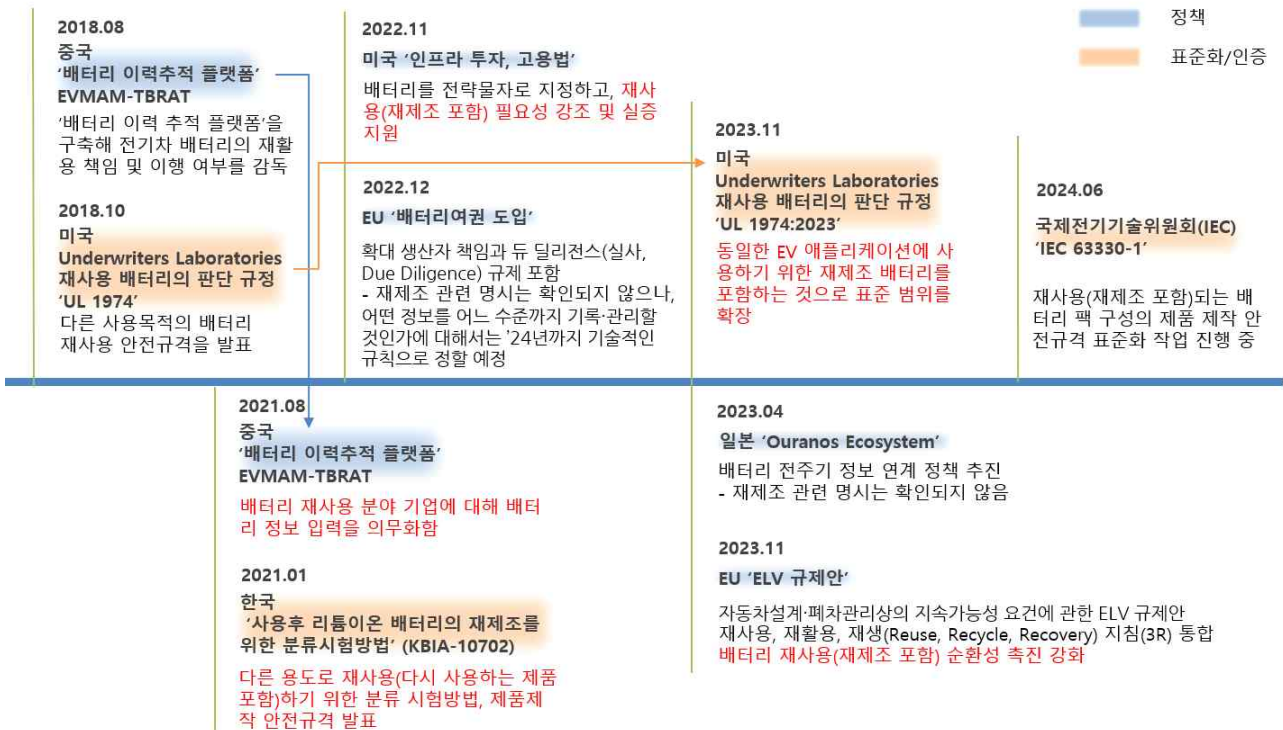 정책
표준화/인증
2018.08
중국
‘배터리 이력추적 플랫폼’
EVMAM-TBRAT
‘배터리 이력 추적 플랫폼’을
구축해 전기차 배터리의 재활
용 책임 및 이행 여부를 감독
2018.10
미국
Underwriters Laboratories
재사용 배터리의 판단 규정
‘UL 1974’
다른 사용목적의 배터리
재사용 안전규격을 발표
2022.11
미국 ‘인프라 투자, 고용법’
배터리를 전략물자로 지정하고, 재사
용(재제조 포함) 필요성 강조 및 실증
지원
2022.12
EU ‘배터리여권 도입’
확대 생산자 책임과 듀 딜리전스(실사,
Due Diligence) 규제 포함
- 재제조 관련 명시는 확인되지 않으나,
어떤 정보를 어느 수준까지 기록·관리할
것인가에 대해서는 ’24년까지 기술적인
규칙으로 정할 예정
2023.11
미국
Underwriters Laboratories
재사용 배터리의 판단 규정
‘UL 1974:2023’
동일한 EV 애플리케이션에 사
용하기 위한 재제조 배터리를
포함하는 것으로 표준 범위를
확장
2024.06
국제전기기술위원회(IEC)
‘IEC 63330-1’
재사용(재제조 포함)되는 배
터리 팩 구성의 제품 제작 안
전규격 표준화 작업 진행 중
2021.08
중국
‘배터리 이력추적 플랫폼’
EVMAM-TBRAT
배터리 재사용 분야 기업에 대해 배터
리 정보 입력을 의무화함
2021.01
한국
‘사용후 리튬이온 배터리의 재제조를
위한 분류시험방법’ (KBIA-10702)
다른 용도로 재사용(다시 사용하는 제품
포함)하기 위한 분류 시험방법, 제품제
작 안전규격 발표
2023.04
일본 ‘Ouranos Ecosystem’
배터리 전주기 정보 연계 정책 추진
- 재제조 관련 명시는 확인되지 않음
2023.11
EU ‘ELV 규제안’
자동차설계·폐차관리상의 지속가능성 요건에 관한 ELV 규제안
재사용, 재활용, 재생(Reuse, Recycle, Recovery) 지침(3R) 통합
배터리 재사용(재제조 포함) 순환성 촉진 강화